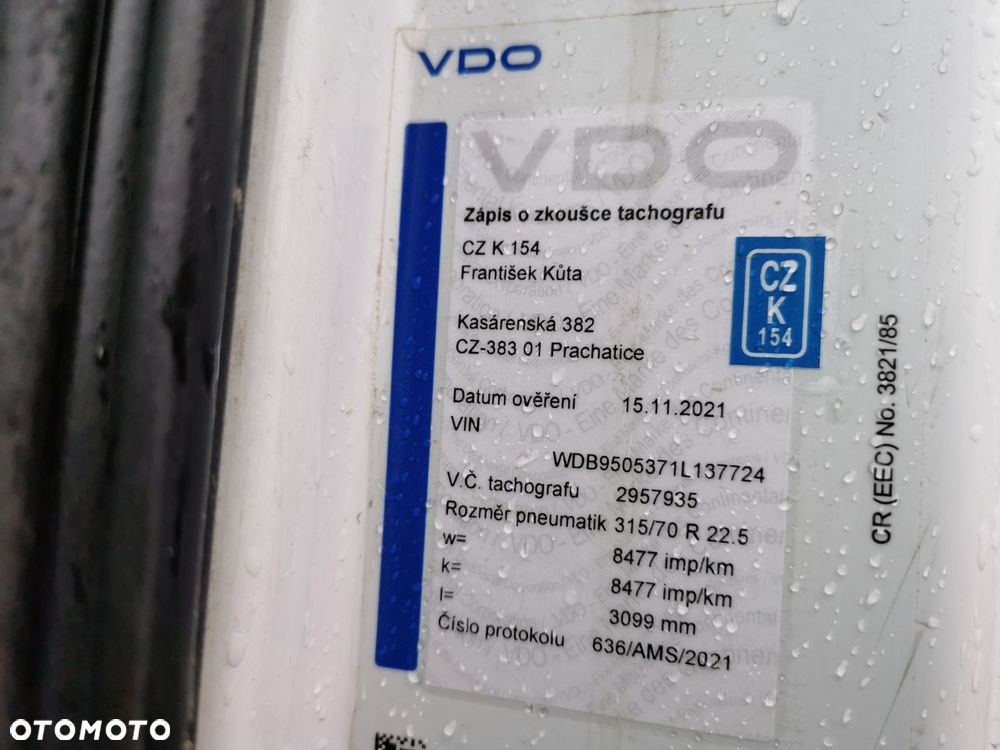 VDO
VDO
Zápis o zkoušce tachografu
CZ K 154
František Kůta
Kasárenská 382
CZ-383 01 Prachatice
CZ
K
154
Datum ověření 15.11.2021
VIN
WDB9505371L137724
V.Č. tachografu 2957935
Rozměr pneumatik 315/70 R 22.5
w= 8477 imp/km
k= 8477 imp/km
l= 3099 mm
Číslo protokolu 636/AMS/2021
CR (EEC) No. 3821/85
OTOMOTO